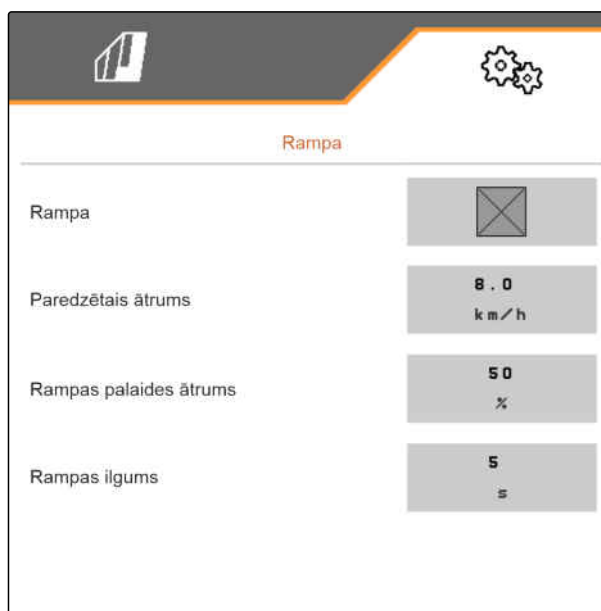 Rampa
Rampa
Paredzētais ātrums
8.0
km/h
Rampas palaides ātrums
50
%
Rampas ilgums
5
s